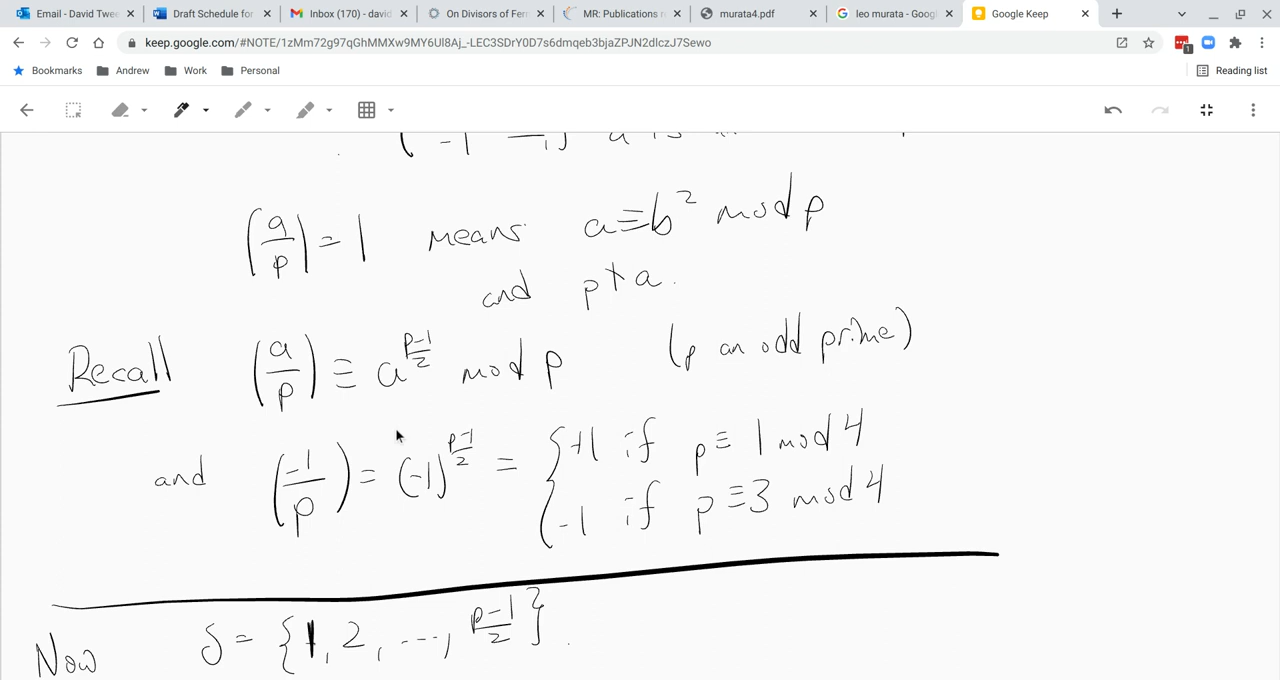 Email - David Twee
Draft Schedule for
Inbox (170) - david
On Divisors of Fer
MR: Publications r
murata4.pdf
leo murata - Goog
Google Keep
keep.google.com/#NOTE/1zMm72g97qGhMMXw9MY6Ul8Aj_-LEC3SDrY0D7s6dmqeb3bjaZPJN2dlczJ7Sewo
1
Bookmarks
Andrew
Work
Personal
Reading list
(a/p) = 1 means a≡b² mod p
and p∤a.
Recall (a/p) ≡ a^((p-1)/2) mod p (p an odd prime)
and (-1/p) = (-1)^((p-1)/2) = { +1 if p ≡ 1 mod 4
-1 if p ≡ 3 mod 4
Now S = {1, 2, ..., (p-1)/2}.